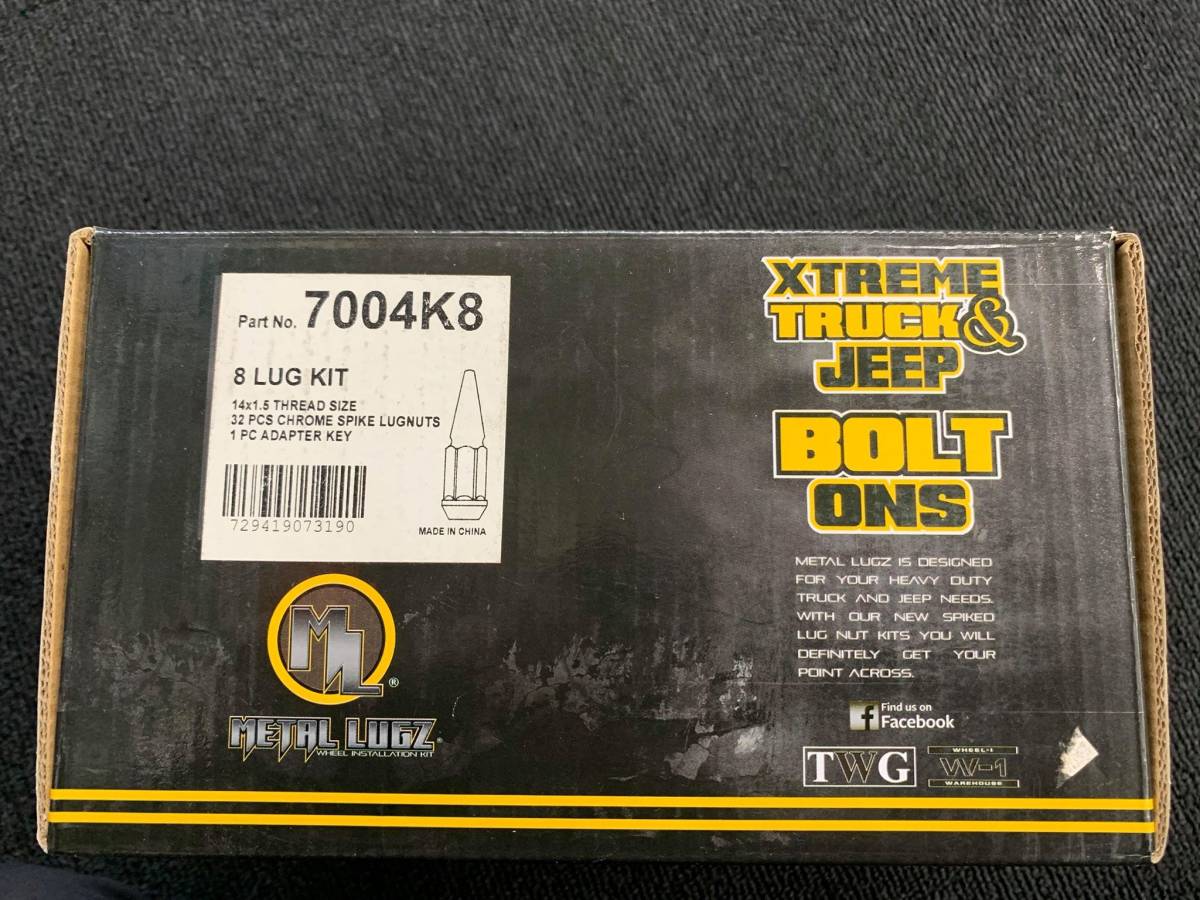 Part No. 7004K8
8 LUG KIT
14x1.5 THREAD SIZE
32 PCS CHROME SPIKE LUGNUTS
1 PC ADAPTER KEY
729419073190
MADE IN CHINA
ML®
METAL LUGZ®
WHEEL INSTALLATION KIT
XTREME
TRUCK &
JEEP
BOLT
ONS
METAL LUGZ IS DESIGNED
FOR YOUR HEAVY DUTY
TRUCK AND JEEP NEEDS.
WITH OUR NEW SPIKED
LUG NUT KITS YOU WILL
DEFINITELY GET YOUR
POINT ACROSS.
f Find us on
Facebook
TWG
WHEEL-1
W-1
WAREHOUSE